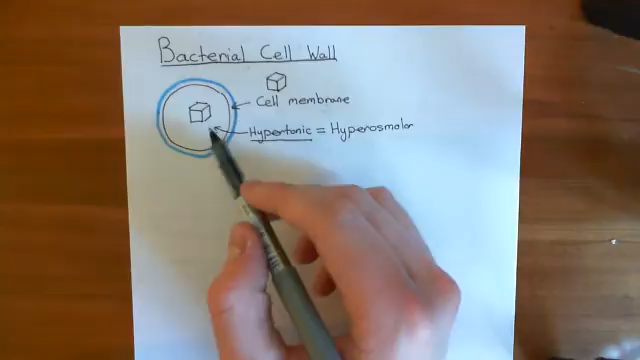 Bacterial Cell Wall
Cell membrane
Hypertonic = Hyperosmolar